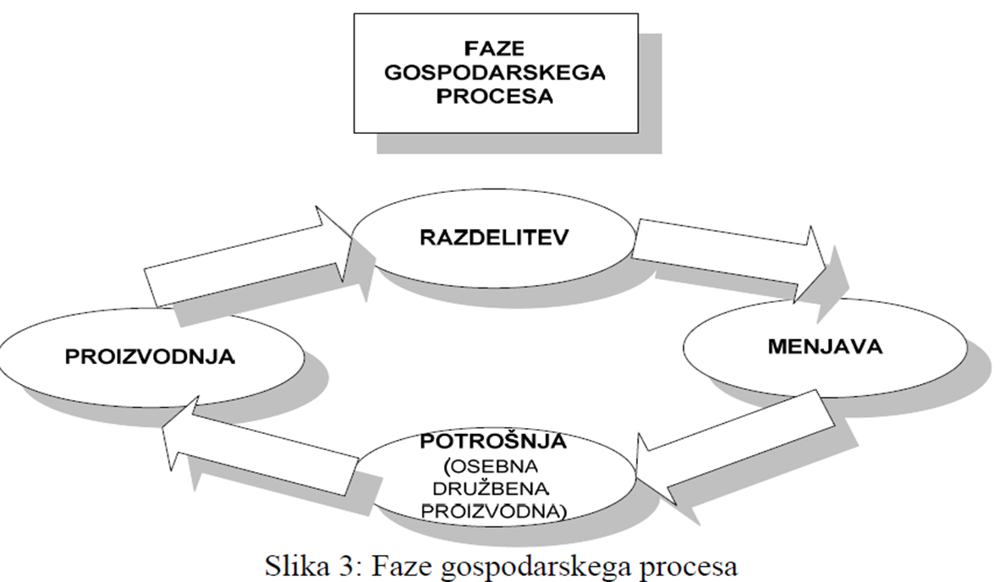 FAZE
GOSPODARSKEGA
PROCESA
RAZDELITEV
MENJAVA
PROIZVODNJA
POTROŠNJA
(OSEBNA
DRUŽBENA
PROIZVODNA)
Slika 3: Faze gospodarskega procesa